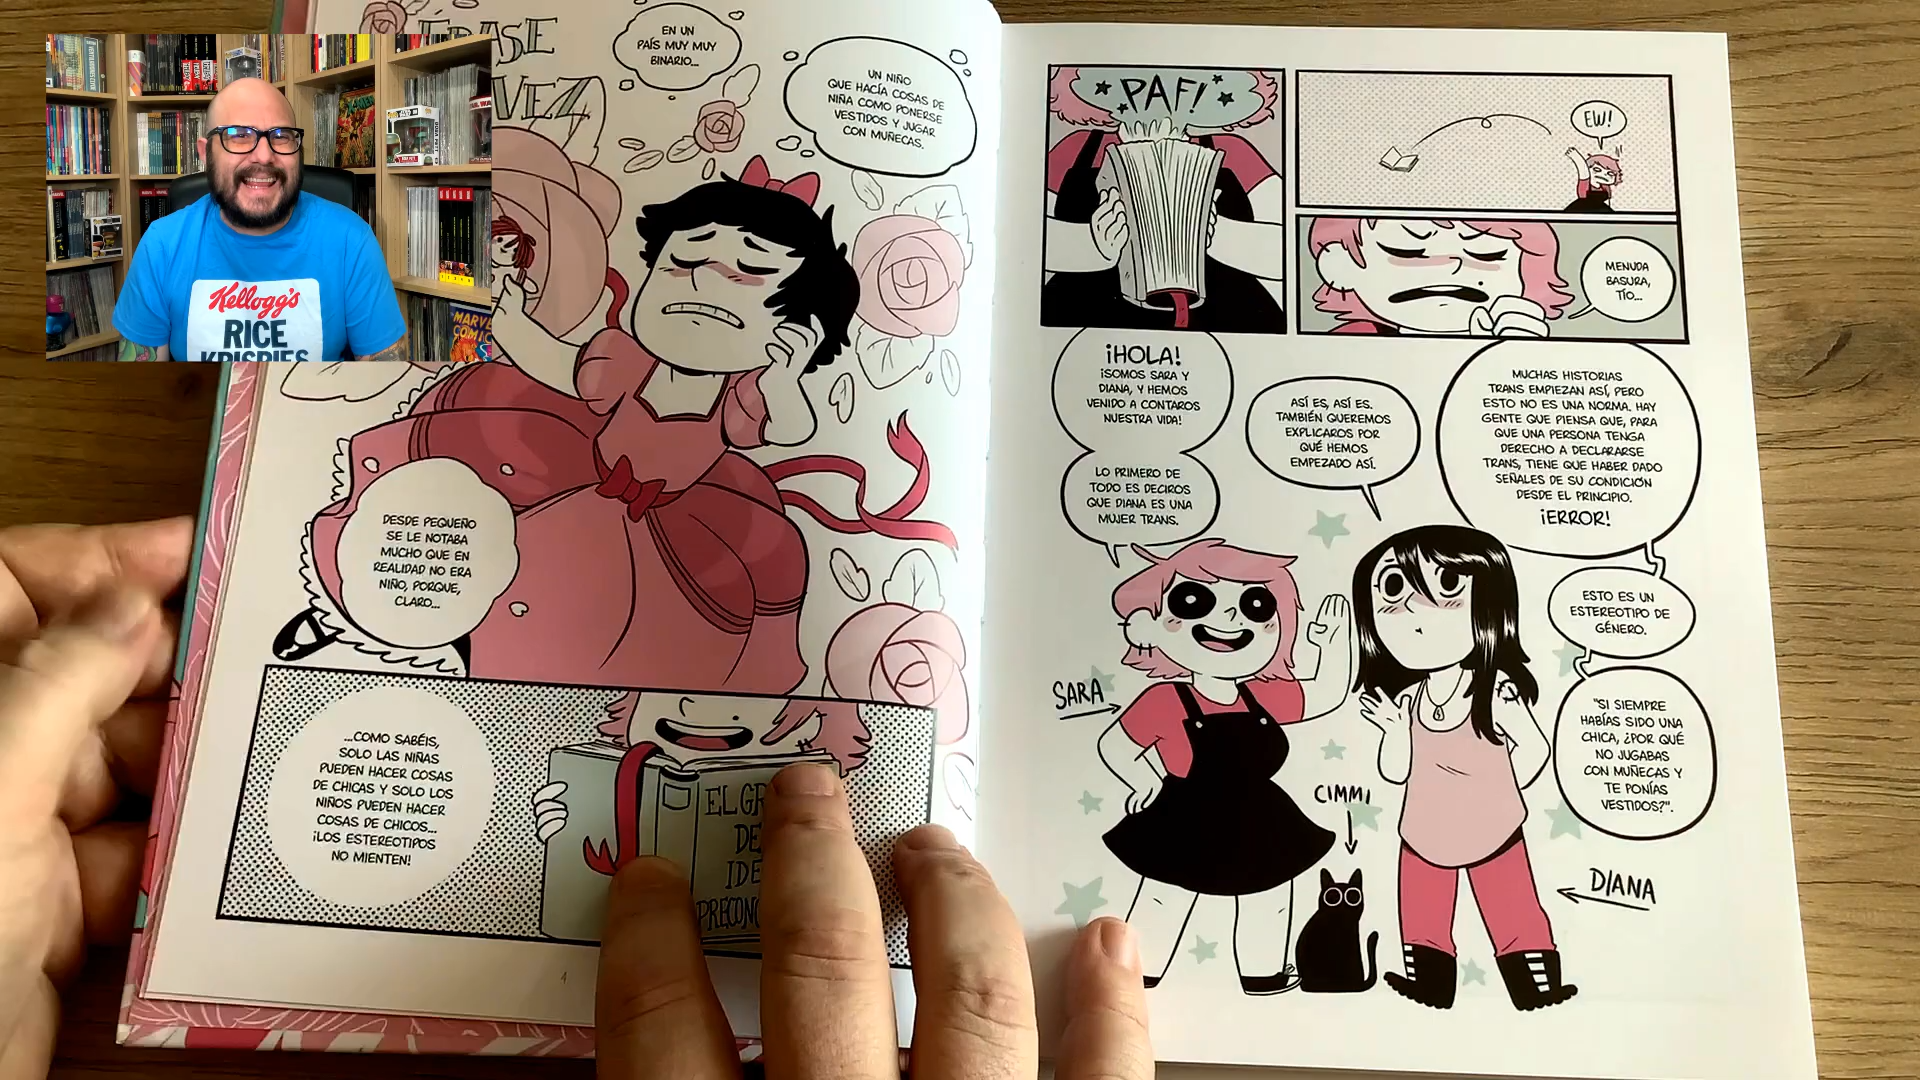 ÉRASE
VEZ
EN UN
PAÍS MUY MUY
BINARIO...
UN NIÑO
QUE HACÍA COSAS DE
NIÑA COMO PONERSE
VESTIDOS Y JUGAR
CON MUÑECAS.
DESDE PEQUEÑO
SE LE NOTABA
MUCHO QUE EN
REALIDAD NO ERA
NIÑO, PORQUE,
CLARO...
...COMO SABÉIS,
SOLO LAS NIÑAS
PUEDEN HACER COSAS
DE CHICAS Y SOLO LOS
NIÑOS PUEDEN HACER
COSAS DE CHICOS...
¡LOS ESTEREOTIPOS
NO MIENTEN!
EL
DE
4
PAF!
EW!
MENUDA
BASURA,
TÍO...
¡HOLA!
¡SOMOS SARA Y
DIANA, Y HEMOS
VENIDO A CONTAROS
NUESTRA VIDA!
LO PRIMERO DE
TODO ES DECIROS
QUE DIANA ES UNA
MUJER TRANS.
ASÍ ES, ASÍ ES.
TAMBIÉN QUEREMOS
EXPLICAROS POR
QUÉ HEMOS
EMPEZADO ASÍ.
MUCHAS HISTORIAS
TRANS EMPIEZAN ASÍ, PERO
ESTO NO ES UNA NORMA. HAY
GENTE QUE PIENSA QUE, PARA
QUE UNA PERSONA TENGA
DERECHO A DECLARARSE
TRANS, TIENE QUE HABER DADO
SEÑALES DE SU CONDICIÓN
DESDE EL PRINCIPIO.
¡ERROR!
ESTO ES UN
ESTEREOTIPO DE
GÉNERO.
"SI SIEMPRE
HABÍAS SIDO UNA
CHICA, ¿POR QUÉ
NO JUGABAS
CON MUÑECAS Y
TE PONÍAS
VESTIDOS?".
SARA
CIMMI
DIANA
Kellogg's
RICE
KRISPIES
MARVEL
COMICS